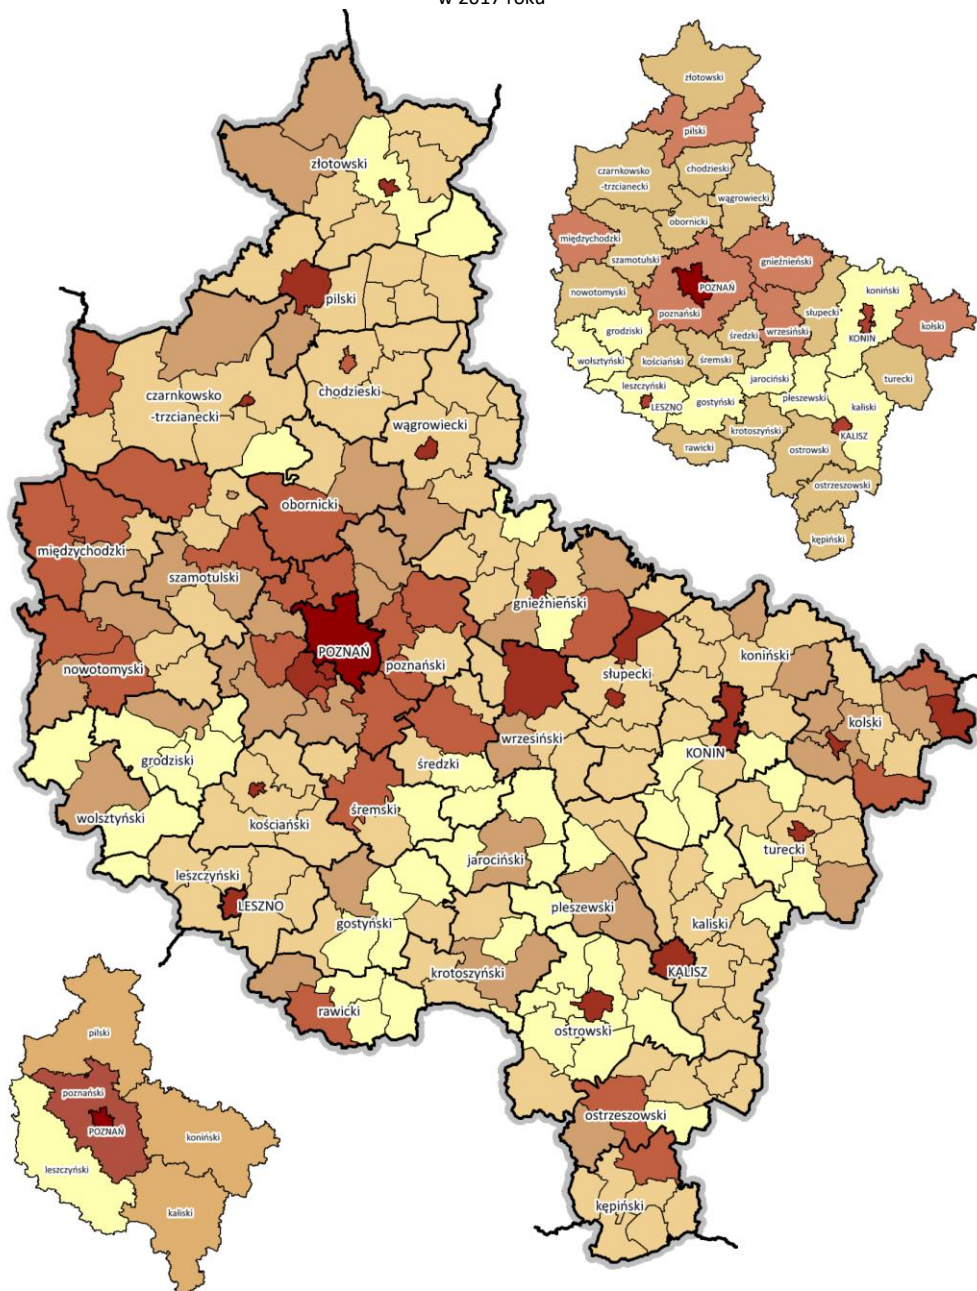 w 2017 roku
złotowski
pilski
czarnkowsko
-trzcianecki
chodzieski
wągrowiecki
obornicki
międzychodzki
szamotulski
gnieźnieński
nowotomyski
POZNAŃ
poznański
słupecki
koniński
wrzesiński
kolski
KONIN
grodziski
średzki
wolsztyński
kościański
śremski
turecki
jarociński
leszczyński
LESZNO
gostyński
pleszewski
kaliski
krotoszyński
KALISZ
rawicki
ostrowski
ostrzeszowski
kępiński
złotowski
pilski
czarnkowsko
-trzcianecki
chodzieski
wągrowiecki
obornicki
międzychodzki
szamotulski
gnieźnieński
nowotomyski
POZNAŃ
koniński
poznański
słupecki
kolski
grodziski
średzki
wrzesiński
KONIN
wolsztyński
kościański
śremski
turecki
leszczyński
jarociński
LESZNO
gostyński
pleszewski
kaliski
krotoszyński
KALISZ
rawicki
ostrowski
ostrzeszowski
kępiński
pilski
poznański
POZNAŃ
koniński
leszczyński
kaliski